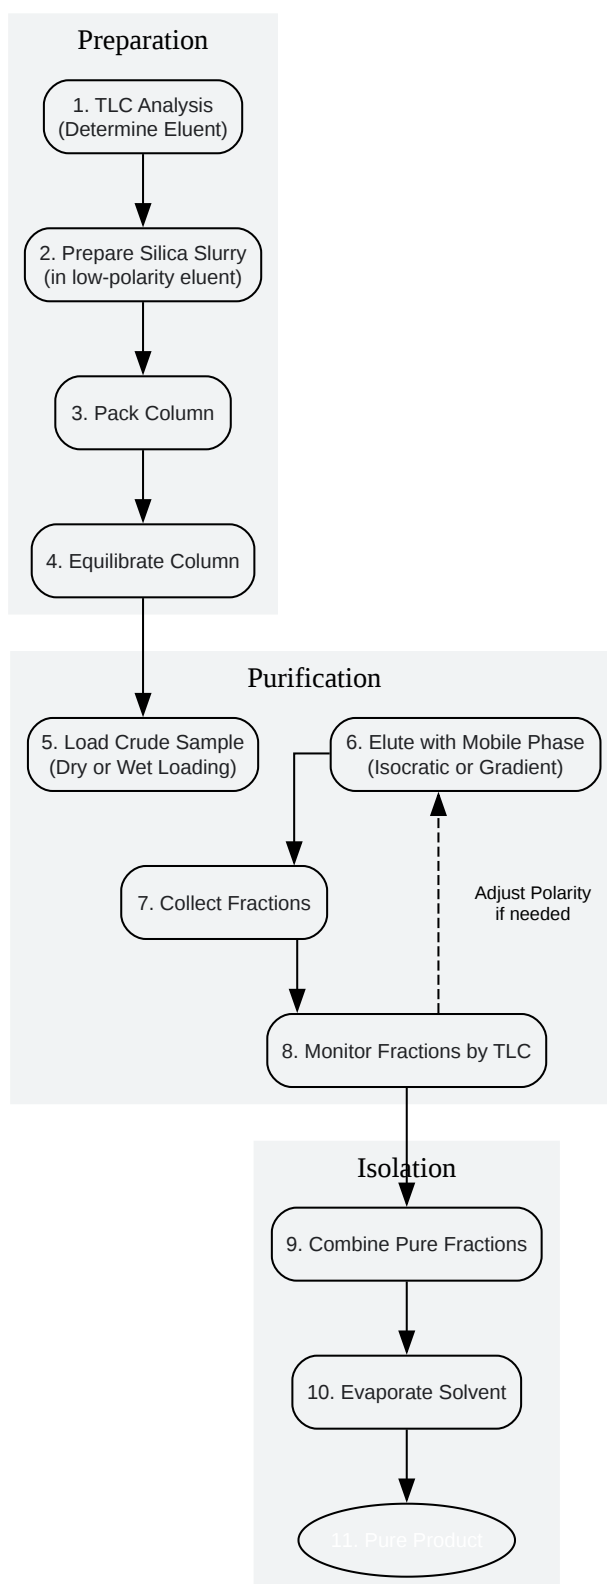 Preparation
1. TLC Analysis
(Determine Eluent)
2. Prepare Silica Slurry
(in low-polarity eluent)
3. Pack Column
4. Equilibrate Column
Purification
5. Load Crude Sample
(Dry or Wet Loading)
6. Elute with Mobile Phase
(Isocratic or Gradient)
7. Collect Fractions
Adjust Polarity
if needed
8. Monitor Fractions by TLC
Isolation
9. Combine Pure Fractions
10. Evaporate Solvent
11. Pure Product